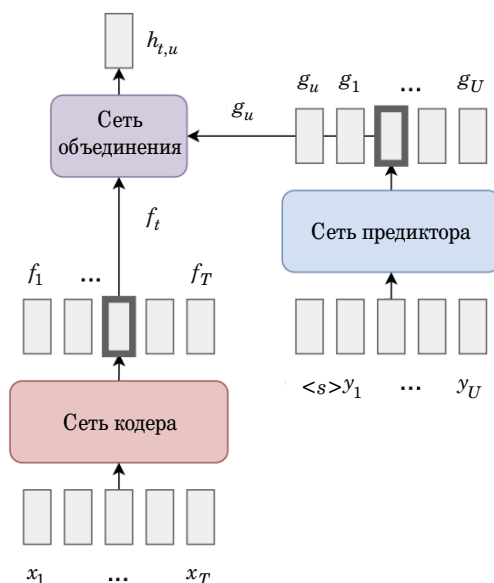 h_{t,u}
g_u g_1 ... g_U
Сеть
объединения
g_u
f_t
Сеть предиктора
f_1 ... f_T
<s> y_1 ... y_U
Сеть кодера
x_1 ... x_T